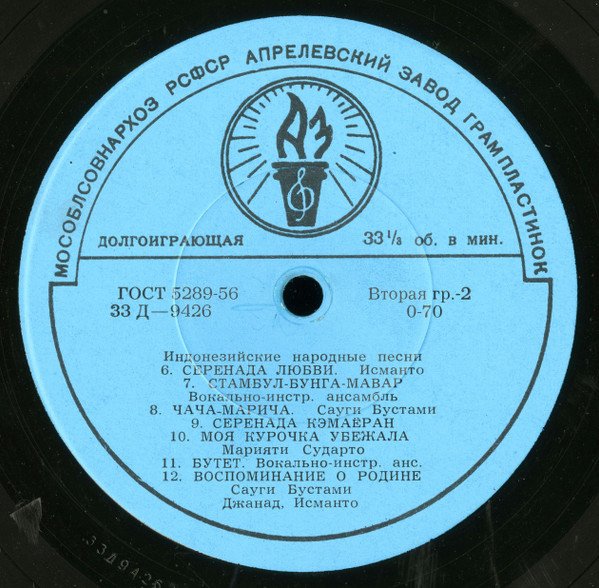 МОСОБЛСОВНАРХОЗ РСФСР АПРЕЛЕВСКИЙ ЗАВОД ГРАМПЛАСТИНОК
АЗ
ДОЛГОИГРАЮЩАЯ 33⅓ об. в мин.
ГОСТ 5289-56 Вторая гр.-2
33 Д—9426 0-70
Индонезийские народные песни
6. СЕРЕНАДА ЛЮБВИ. Исманто
7. СТАМБУЛ-БУНГА-МАВАР
Вокально-инстр. ансамбль
8. ЧАЧА-МАРИЧА. Сауги Бустами
9. СЕРЕНАДА КЭМАЁРАН
10. МОЯ КУРОЧКА УБЕЖАЛА
Марияти Сударто
11. БУТЕТ. Вокально-инстр. анс.
12. ВОСПОМИНАНИЕ О РОДИНЕ
Сауги Бустами
Джанад, Исманто
33Д9426